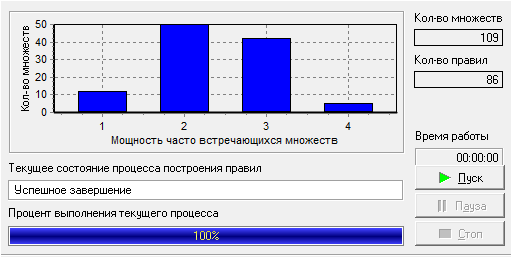 Кол-во множеств
50
40
30
20
10
0
1 2 3 4
Мощность часто встречающихся множеств
Кол-во множеств
109
Кол-во правил
86
Время работы
00:00:00
Пуск
Пауза
Стоп
Текущее состояние процесса построения правил
Успешное завершение
Процент выполнения текущего процесса
100%